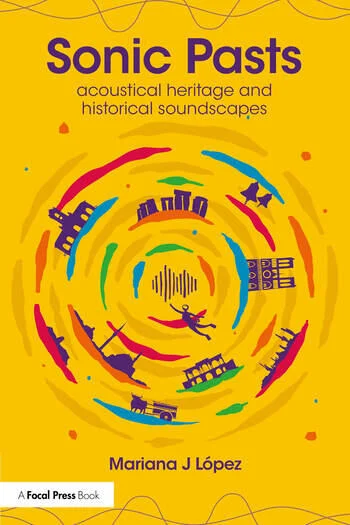 Sonic Pasts
acoustical heritage and
historical soundscapes
Mariana J López
A Focal Press Book